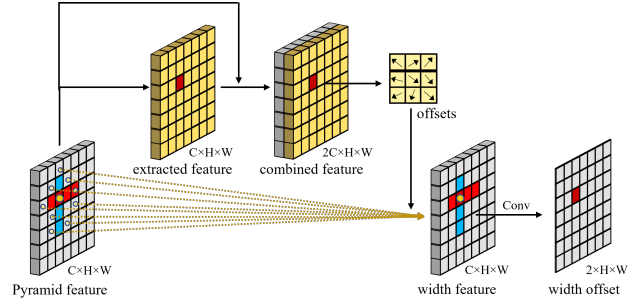 C×H×W
extracted feature
2C×H×W
combined feature
offsets
C×H×W
Pyramid feature
Conv
C×H×W
width feature
2×H×W
width offset